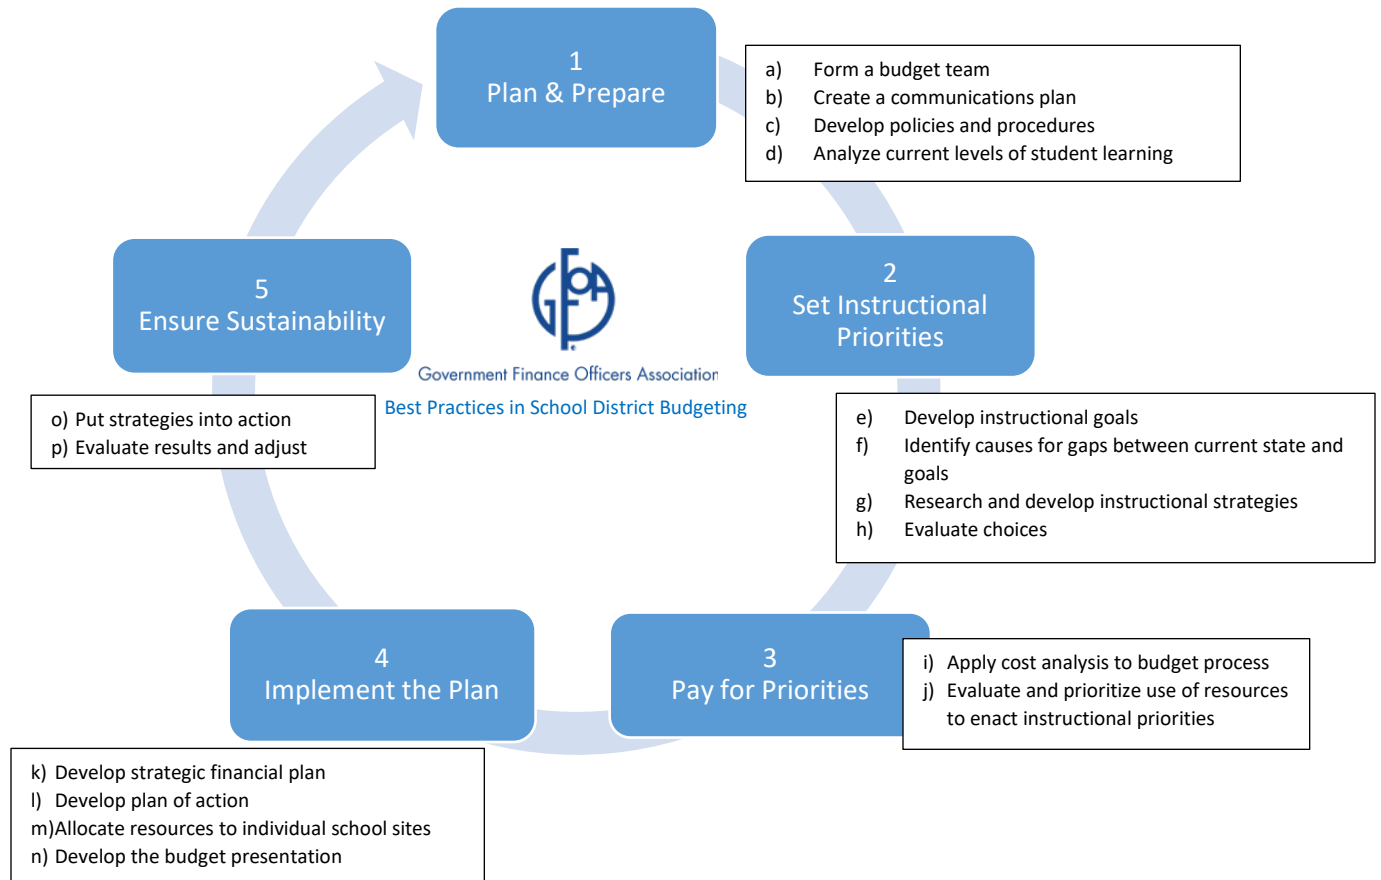 1
Plan & Prepare
a) Form a budget team
b) Create a communications plan
c) Develop policies and procedures
d) Analyze current levels of student learning
2
Set Instructional
Priorities
e) Develop instructional goals
f) Identify causes for gaps between current state and
goals
g) Research and develop instructional strategies
h) Evaluate choices
3
Pay for Priorities
i) Apply cost analysis to budget process
j) Evaluate and prioritize use of resources
to enact instructional priorities
4
Implement the Plan
k) Develop strategic financial plan
l) Develop plan of action
m)Allocate resources to individual school sites
n) Develop the budget presentation
5
Ensure Sustainability
o) Put strategies into action
p) Evaluate results and adjust
GFOA
Government Finance Officers Association
Best Practices in School District Budgeting